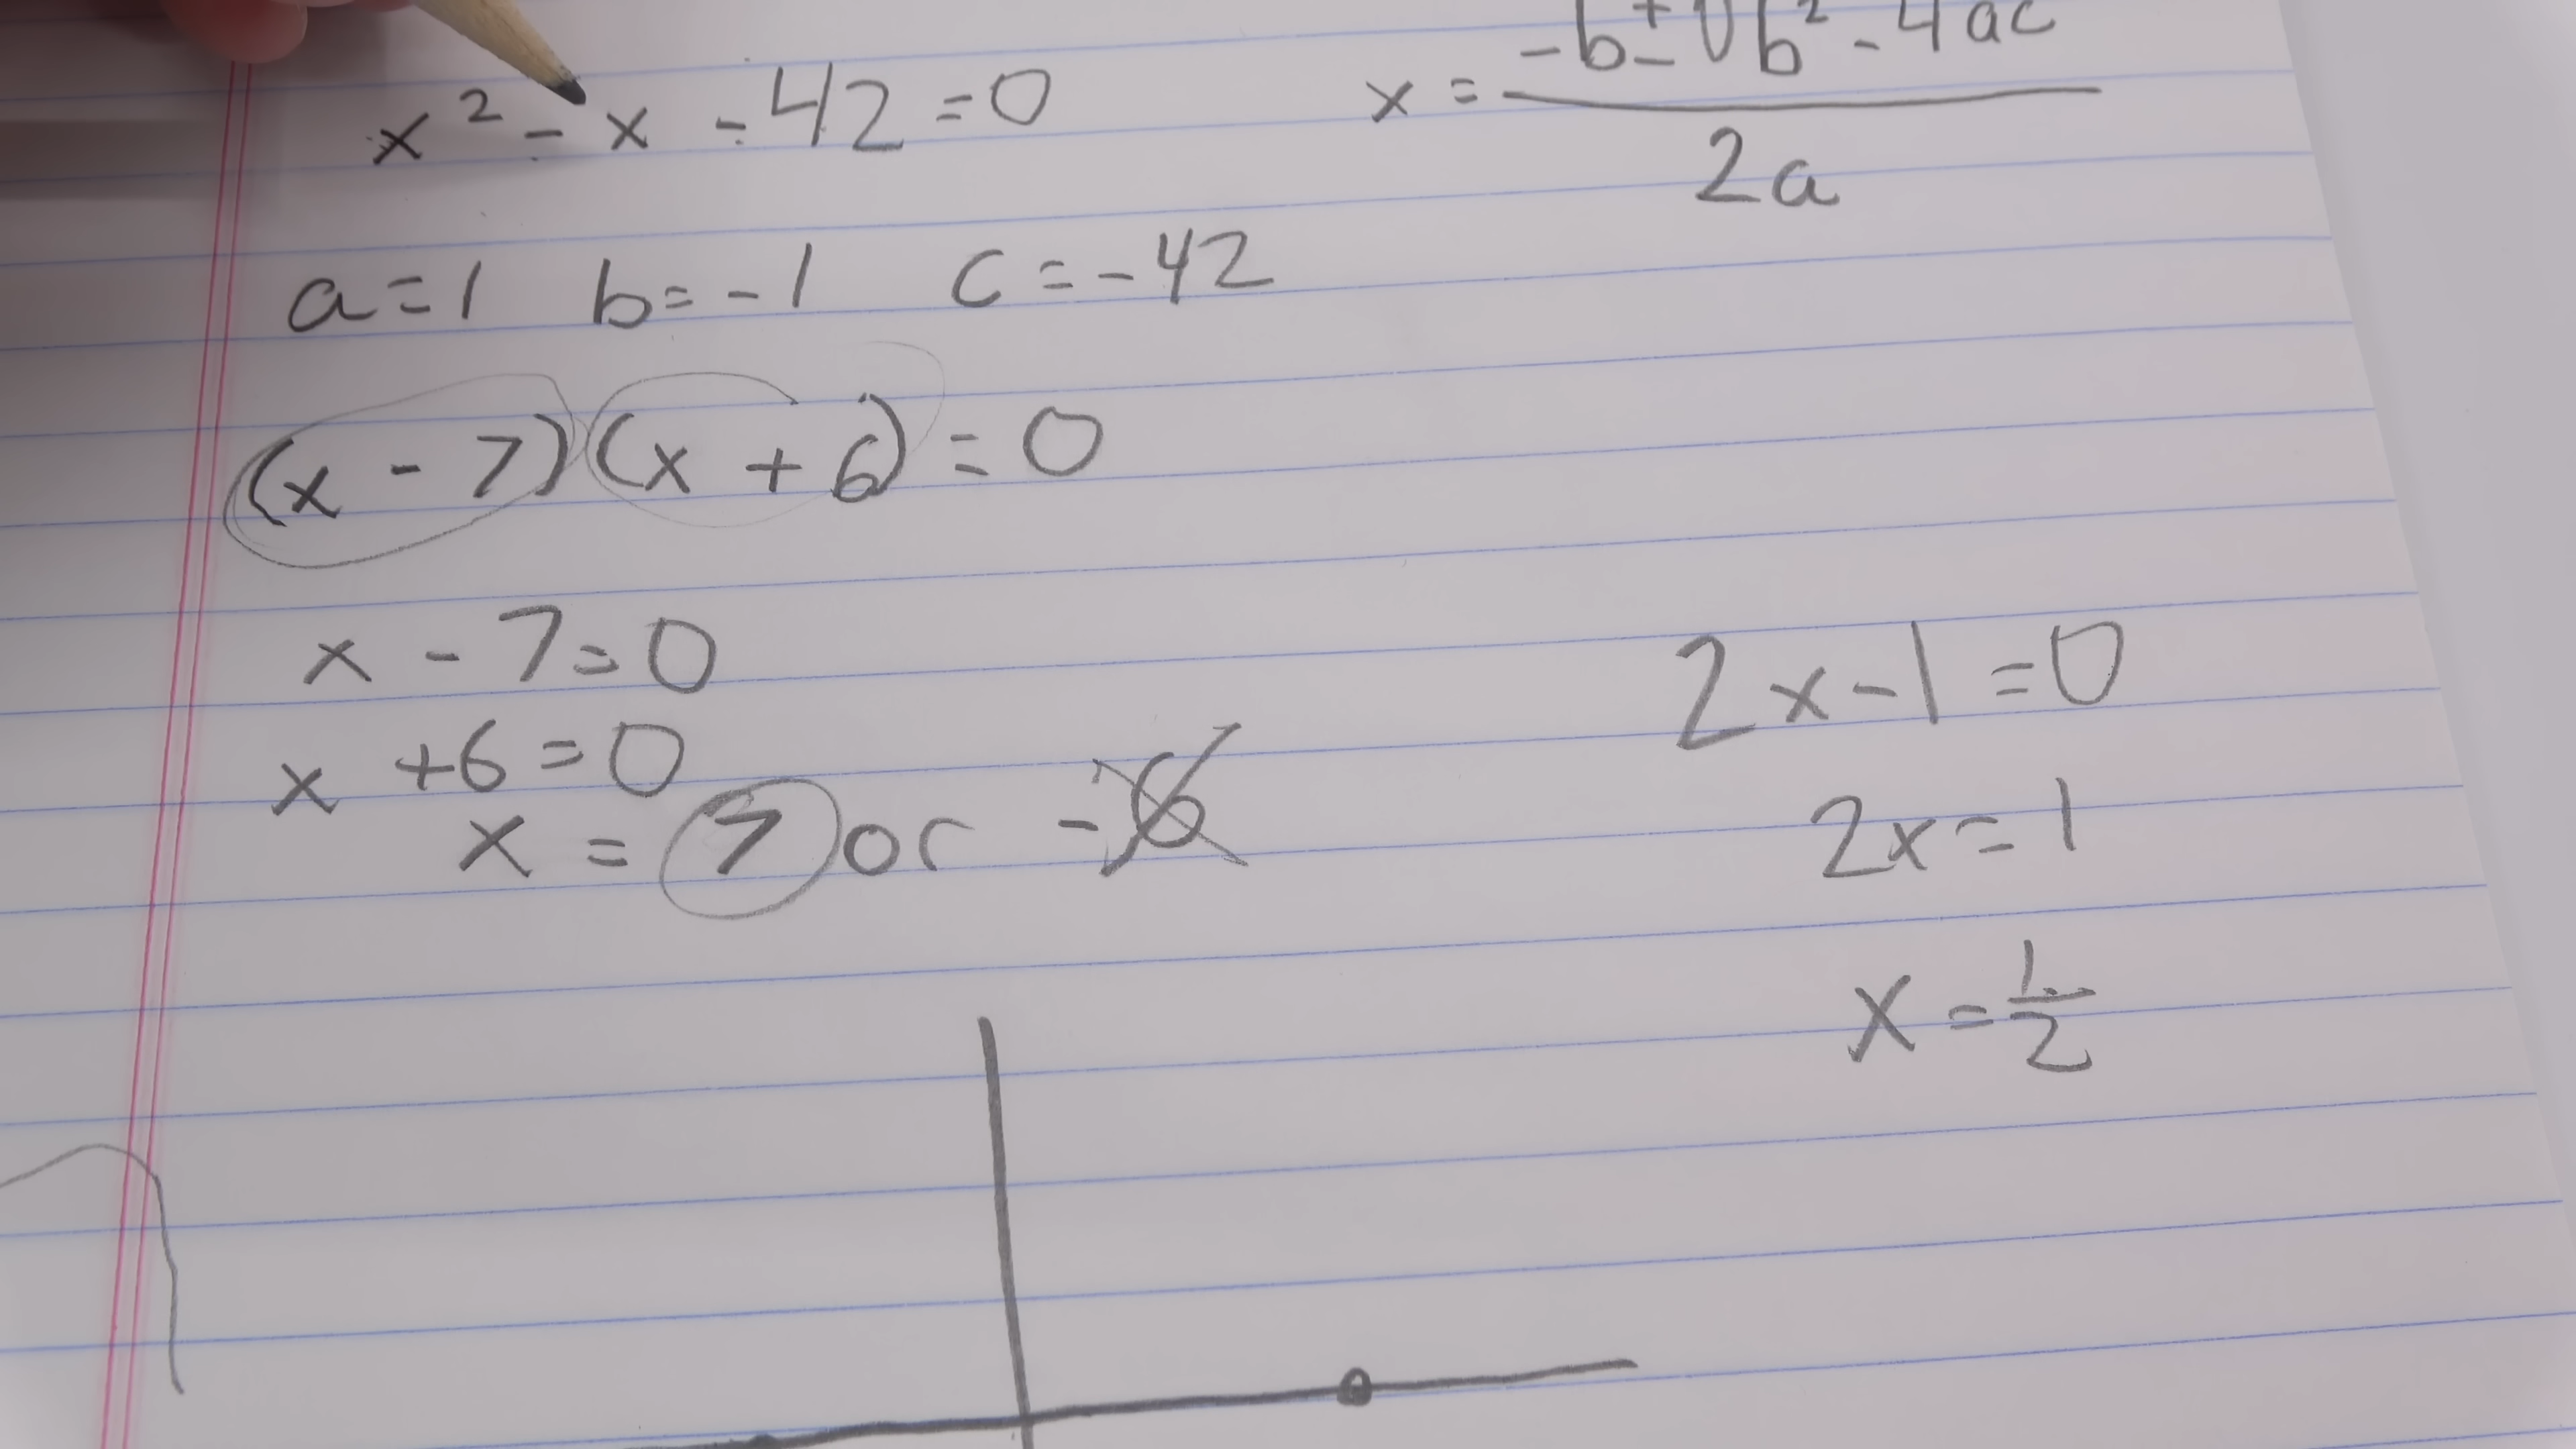 x² - x - 42 = 0
x = -b ± √b² - 4ac / 2a
a = 1 b = -1 c = -42
(x - 7)(x + 6) = 0
x - 7 = 0
x + 6 = 0
x = 7 or -6
2x - 1 = 0
2x = 1
x = 1/2